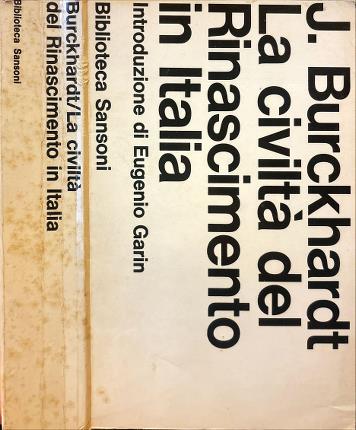 J. Burckhardt
La civiltà del
Rinascimento
in Italia
Introduzione di Eugenio Garin
Biblioteca Sansoni
Burckhardt/La civiltà
del Rinascimento in Italia
Biblioteca Sansoni